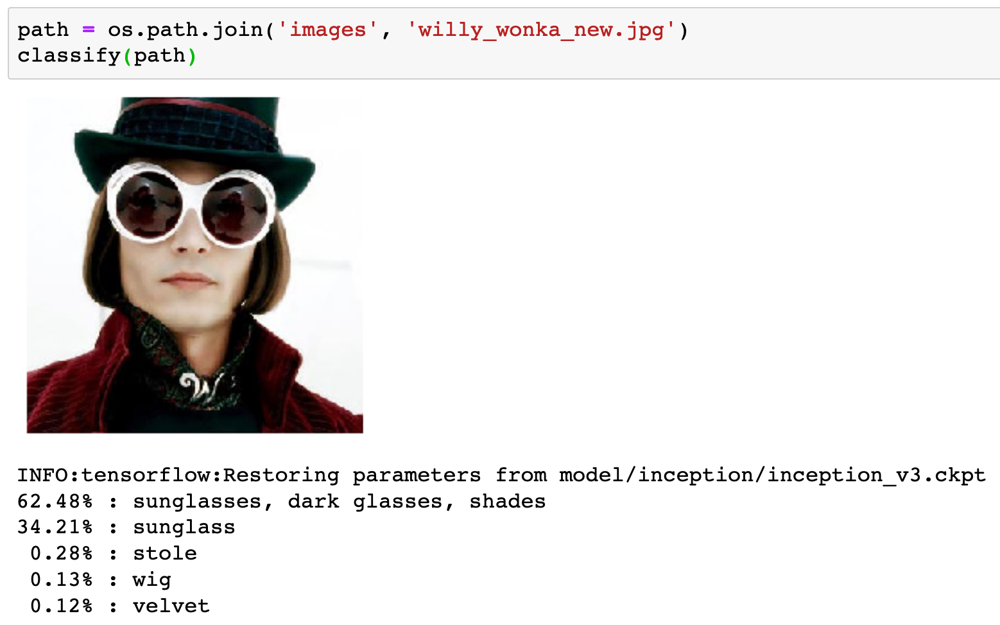 path = os.path.join('images', 'willy_wonka_new.jpg')
classify(path)
W
INFO:tensorflow:Restoring parameters from model/inception/inception_v3.ckpt
62.48% : sunglasses, dark glasses, shades
34.21% : sunglass
0.28% : stole
0.13% : wig
0.12% : velvet